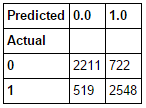 Predicted 0.0 1.0
Actual
0 2211 722
1 519 2548